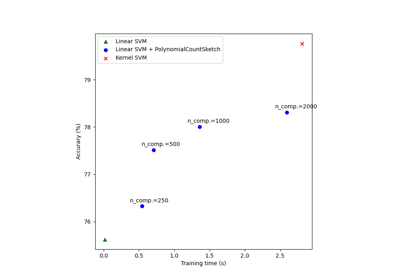 Linear SVM
Linear SVM + PolynomialCountSketch
Kernel SVM
79
n_comp.=2000
n_comp.=1000
78
n_comp.=500
77
n_comp.=250
76
Accurary (%)
0.0 0.5 1.0 1.5 2.0 2.5
Training time (s)